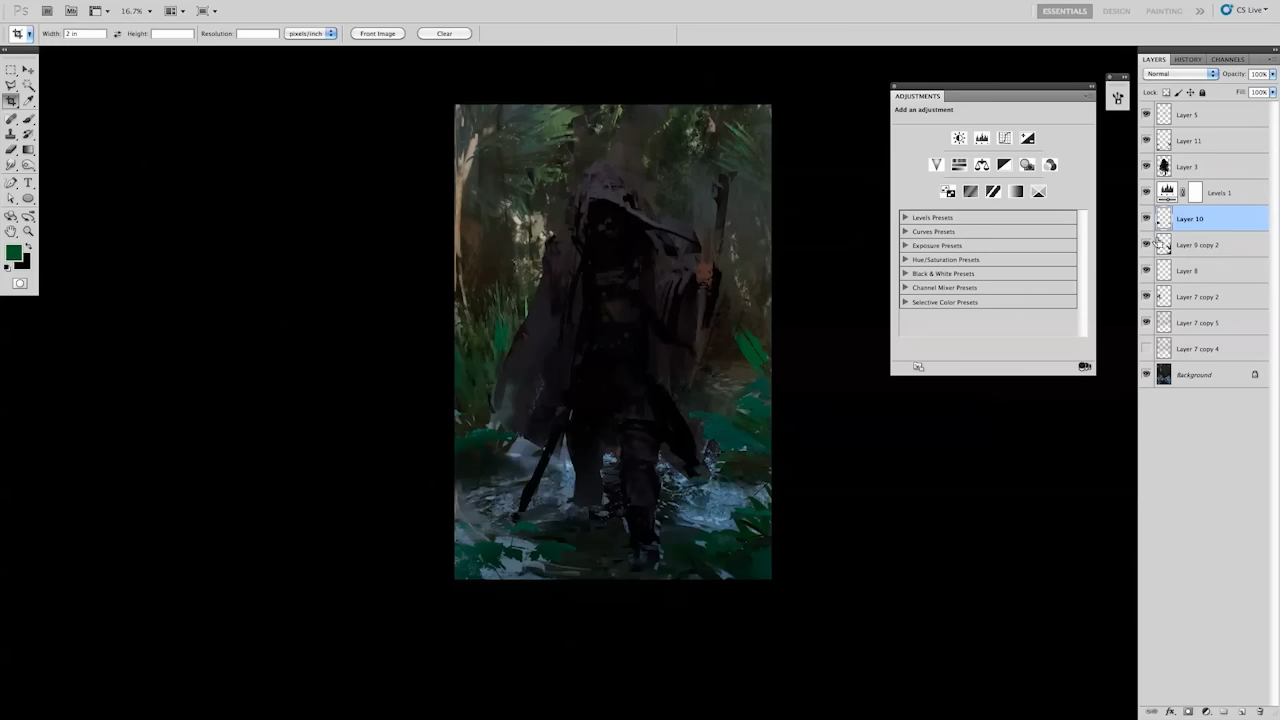 Ps Br Mb 16.7% ESSENTIALS DESIGN PAINTING CS Live
Width: 2 in Height: Resolution: pixels/inch Front Image Clear
LAYERS HISTORY CHANNELS
Normal Opacity: 100%
Lock: Fill: 100%
ADJUSTMENTS
Add an adjustment
Levels Presets
Curves Presets
Exposure Presets
Hue/Saturation Presets
Black & White Presets
Channel Mixer Presets
Selective Color Presets
Layer 5
Layer 11
Layer 3
Levels 1
Layer 10
Layer 9 copy 2
Layer 8
Layer 7 copy 2
Layer 7 copy 5
Layer 7 copy 4
Background
T
fx